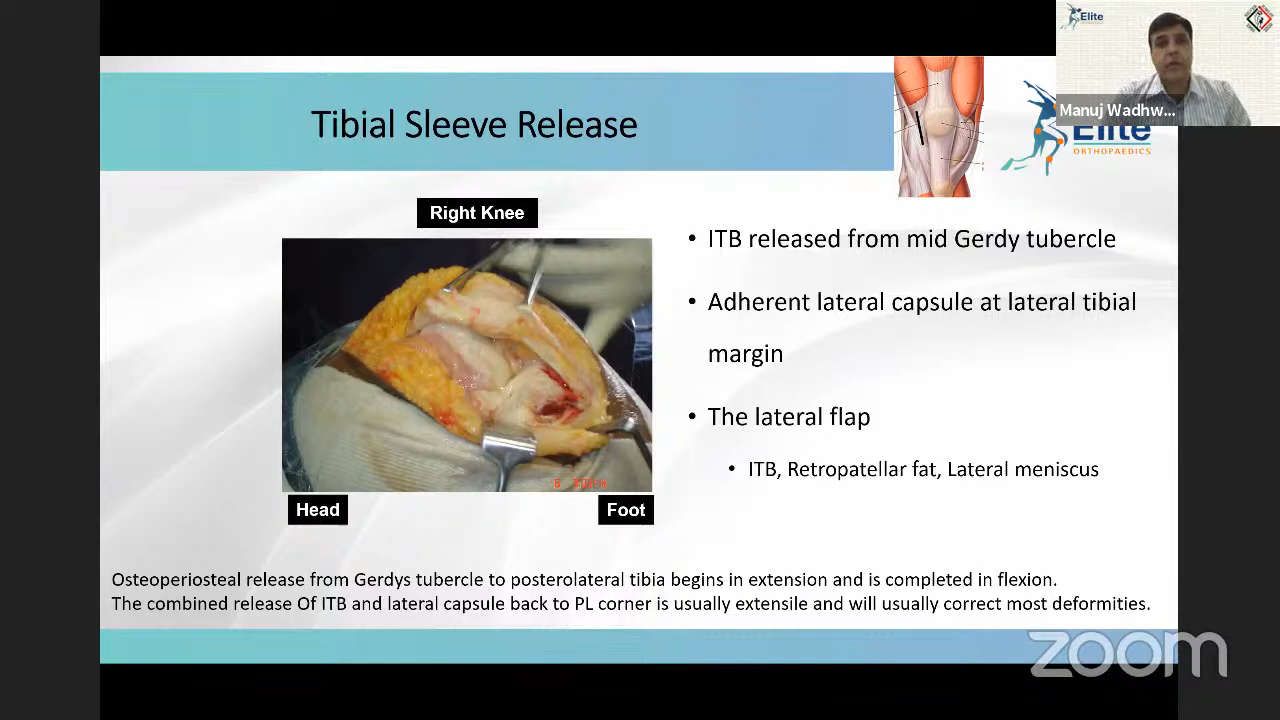 Elite
Manuj Wadhw...
Elite
ORTHOPAEDICS
Tibial Sleeve Release
Right Knee
Head
Foot
• ITB released from mid Gerdy tubercle
• Adherent lateral capsule at lateral tibial
margin
• The lateral flap
• ITB, Retropatellar fat, Lateral meniscus
Osteoperiosteal release from Gerdys tubercle to posterolateral tibia begins in extension and is completed in flexion.
The combined release Of ITB and lateral capsule back to PL corner is usually extensile and will usually correct most deformities.
zoom